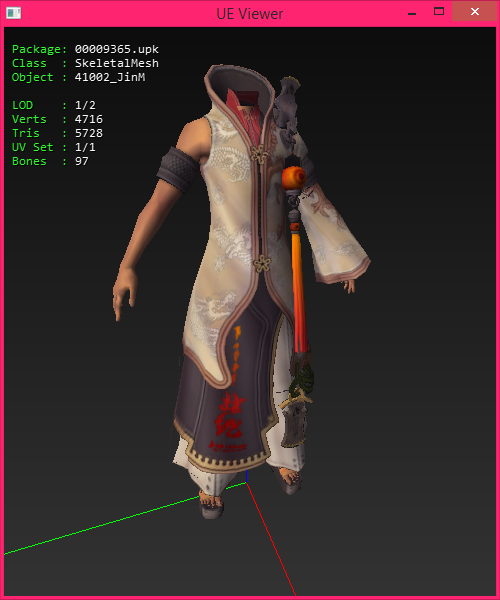 UE Viewer
Package: 00009365.upk
Class : SkeletalMesh
Object : 41002_JinM
LOD : 1/2
Verts : 4716
Tris : 5728
UV Set : 1/1
Bones : 97